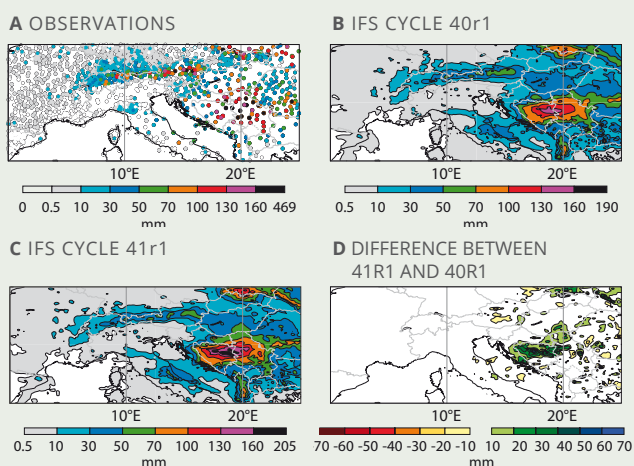 A OBSERVATIONS
10°E 20°E
0 0.5 10 30 50 70 100 130 160 469
mm
B IFS CYCLE 40r1
10°E 20°E
0.5 10 30 50 70 100 130 160 190
mm
C IFS CYCLE 41r1
10°E 20°E
0.5 10 30 50 70 100 130 160 205
mm
D DIFFERENCE BETWEEN
41R1 AND 40R1
10°E 20°E
70 -60 -50 -40 -30 -20 -10 10 20 30 40 50 60 70
mm